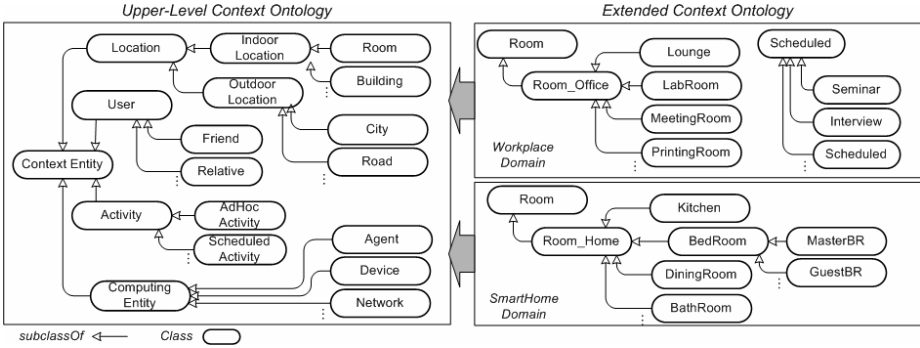 Upper-Level Context Ontology
Extended Context Ontology
Location
Indoor
Location
Room
Building
Outdoor
Location
City
Road
User
Friend
Relative
Context Entity
Activity
AdHoc
Activity
Scheduled
Activity
Agent
Device
Network
Computing
Entity
Room
Room_Office
Lounge
LabRoom
MeetingRoom
PrintingRoom
Scheduled
Seminar
Interview
Scheduled
Workplace
Domain
Room
Room_Home
Kitchen
BedRoom
MasterBR
GuestBR
DiningRoom
BathRoom
SmartHome
Domain
subclassOf
Class